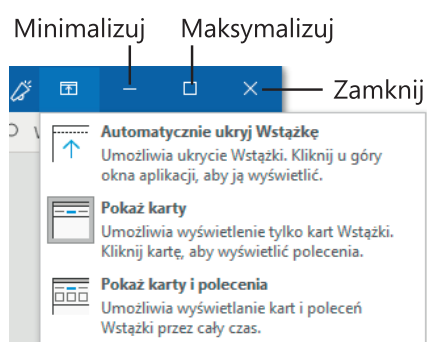 Minimalizuj Maksymalizuj
Zamknij
Automatycznie ukryj Wstążkę
Umożliwia ukrycie Wstążki. Kliknij u góry
okna aplikacji, aby ją wyświetlić.
Pokaż karty
Umożliwia wyświetlenie tylko kart Wstążki.
Kliknij kartę, aby wyświetlić polecenia.
Pokaż karty i polecenia
Umożliwia wyświetlanie kart i poleceń
Wstążki przez cały czas.